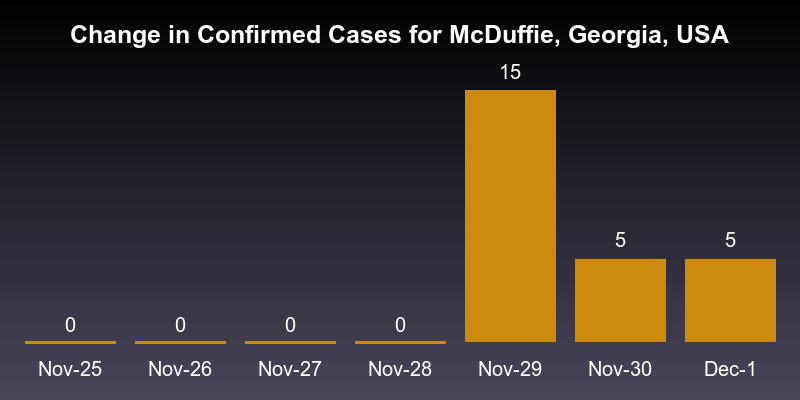 Change in Confirmed Cases for McDuffie, Georgia, USA
15
5
5
0
0
0
0
Nov-25
Nov-26
Nov-27
Nov-28
Nov-29
Nov-30
Dec-1